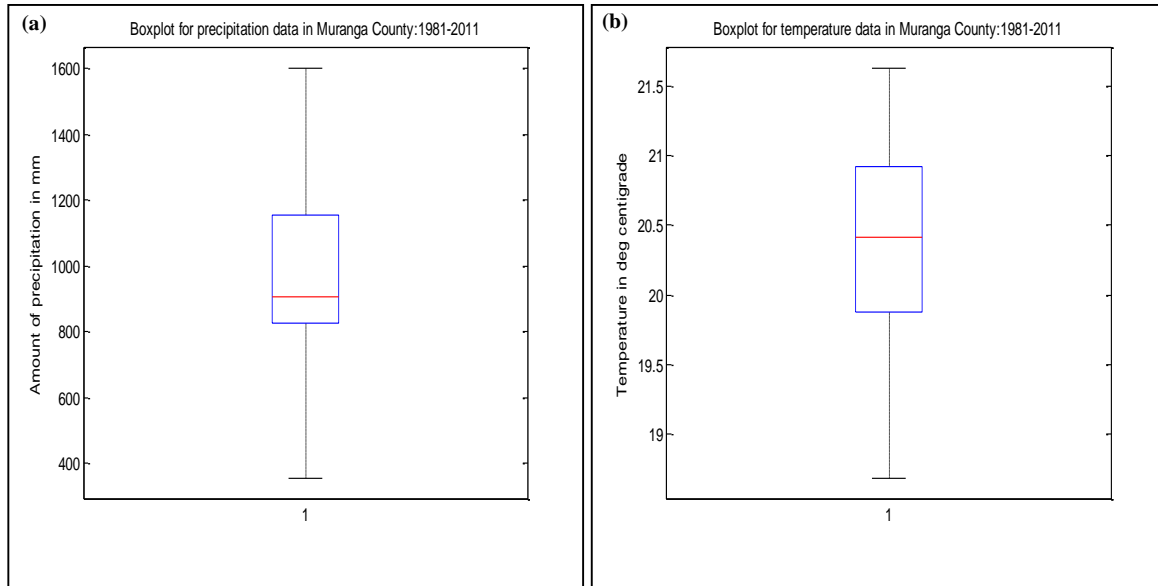 (a)
Boxplot for precipitation data in Muranga County:1981-2011
Amount of precipitation in mm
1600
1400
1200
1000
800
600
400
1
(b)
Boxplot for temperature data in Muranga County:1981-2011
Temperature in deg centigrade
21.5
21
20.5
20
19.5
19
1